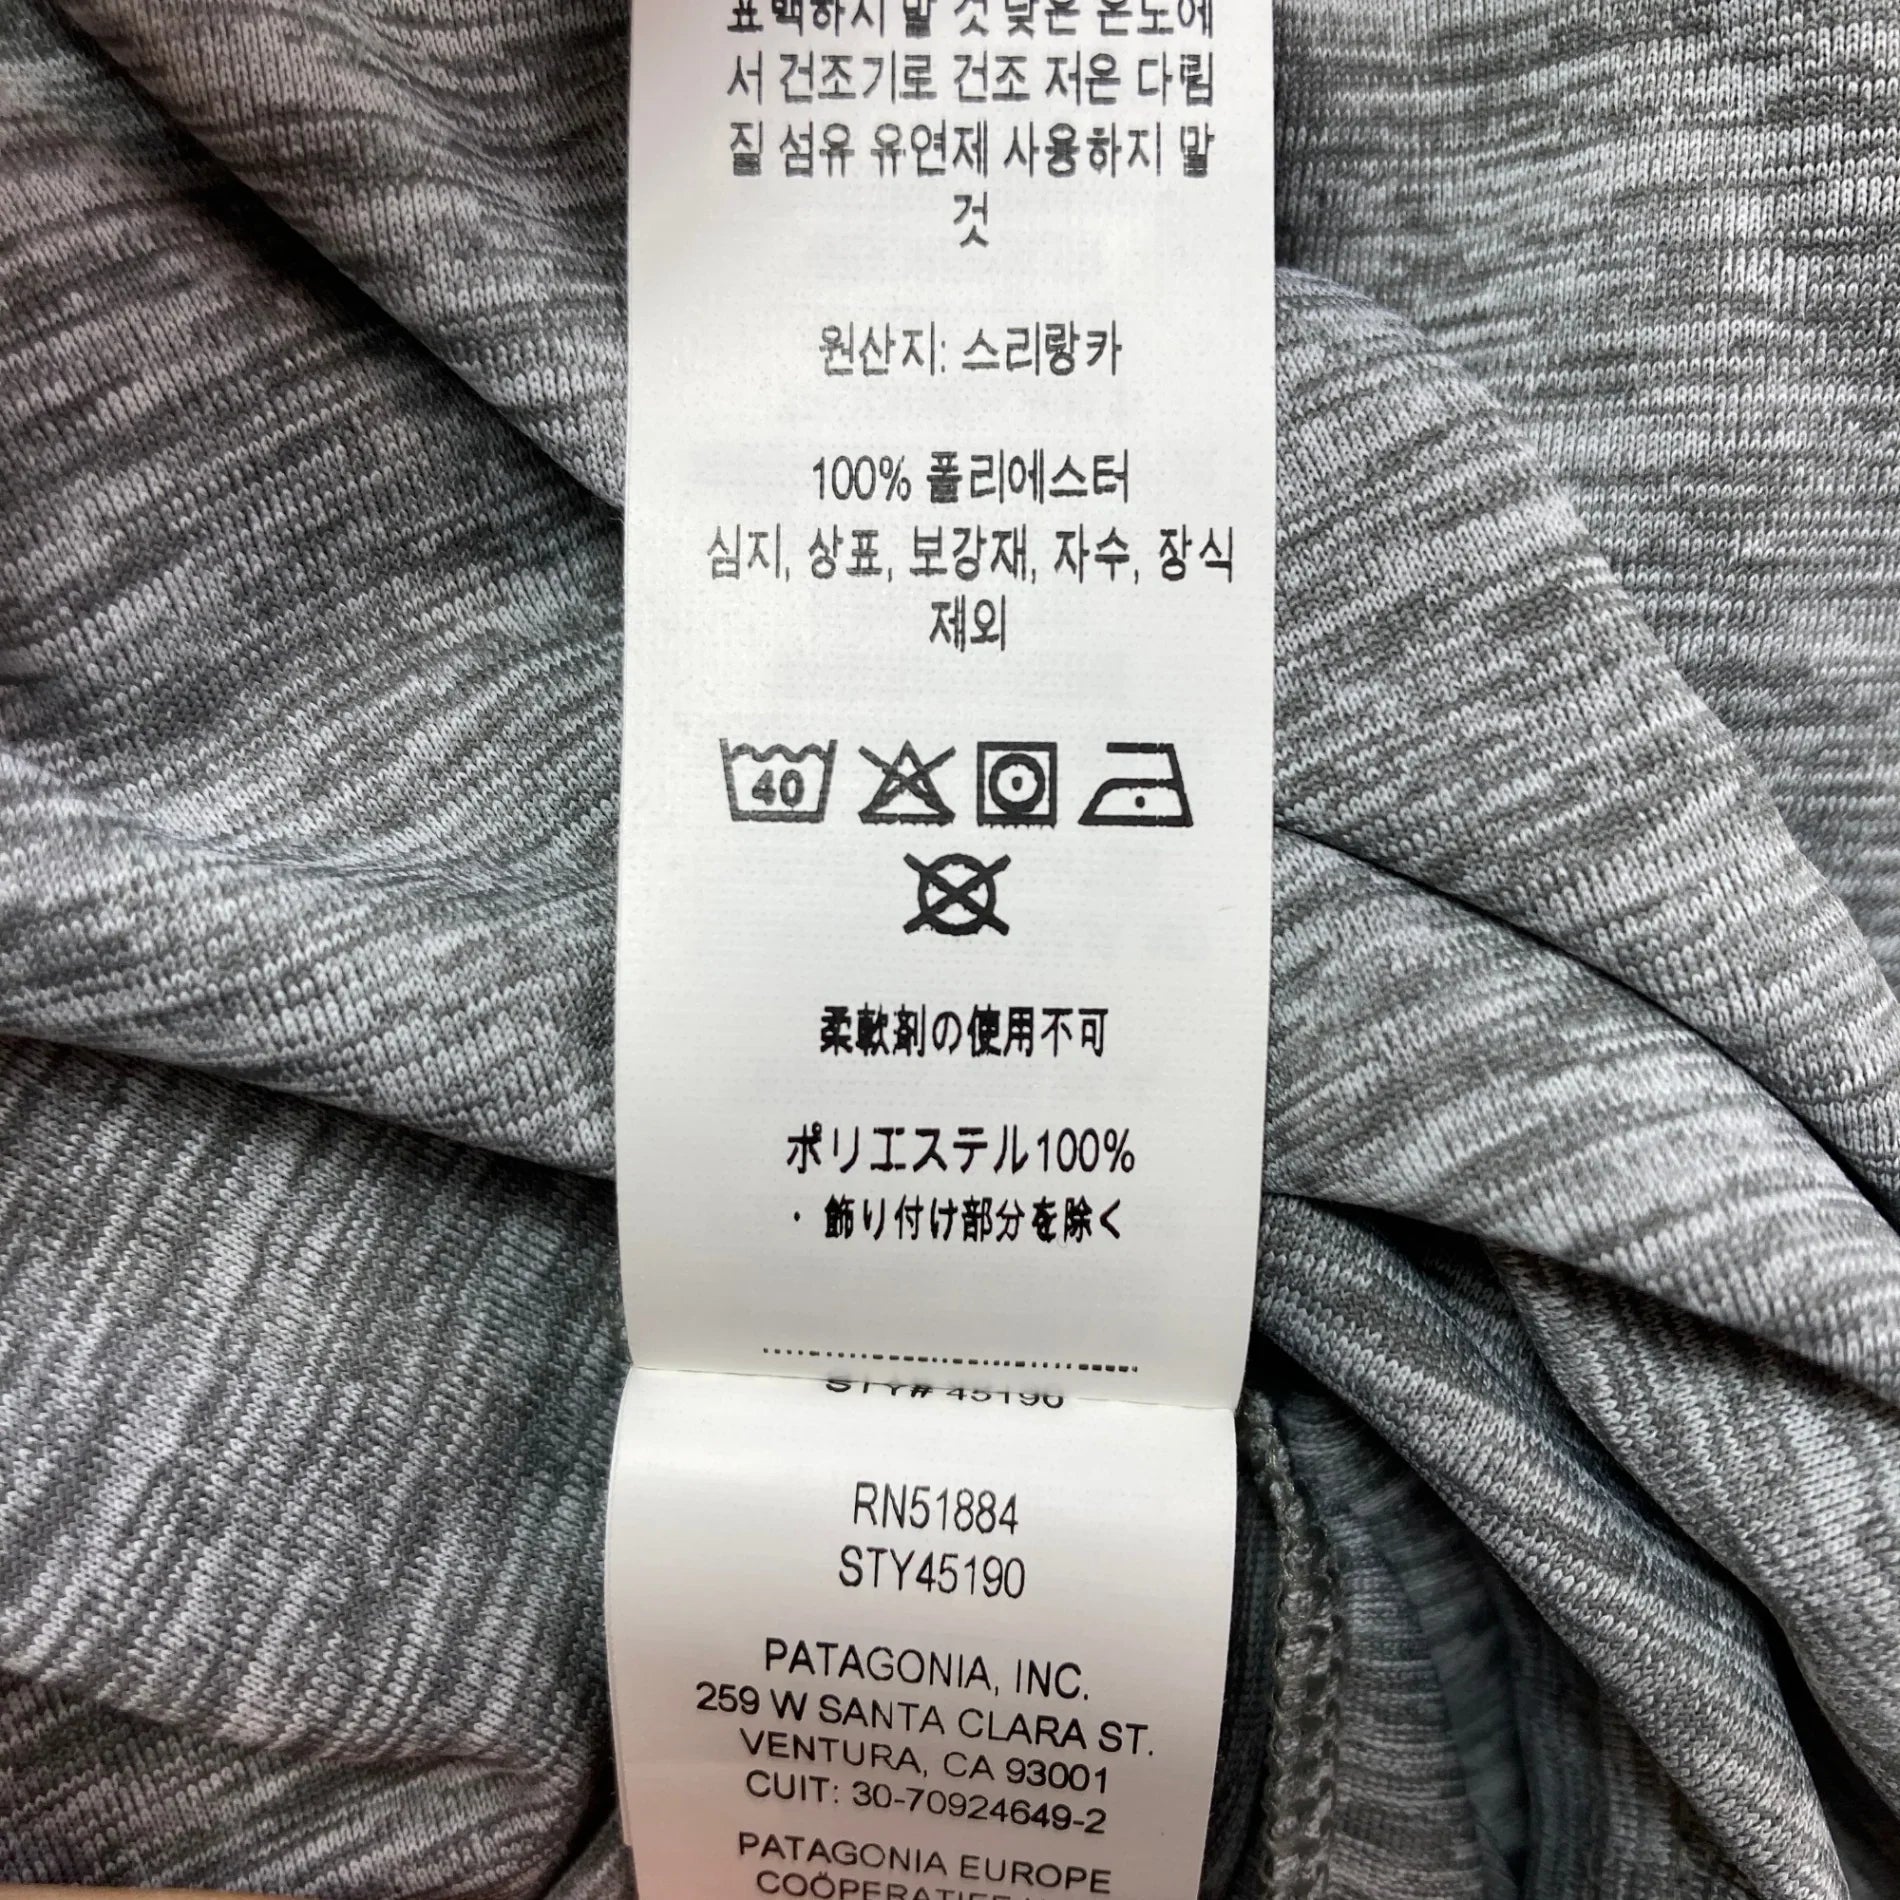 표백하지 말 것 낮은 온도에
서 건조기로 건조 저온 다림
질 섬유 유연제 사용하지 말
것
원산지: 스리랑카
100% 폴리에스터
심지, 상표, 보강재, 자수, 장식
제외
40
柔軟剤の使用不可
ポリエステル100%
・飾り付け部分を除く
STY# 45190
RN51884
STY45190
PATAGONIA, INC.
259 W SANTA CLARA ST.
VENTURA, CA 93001
CUIT: 30-70924649-2
PATAGONIA EUROPE
COÖPERATIEF